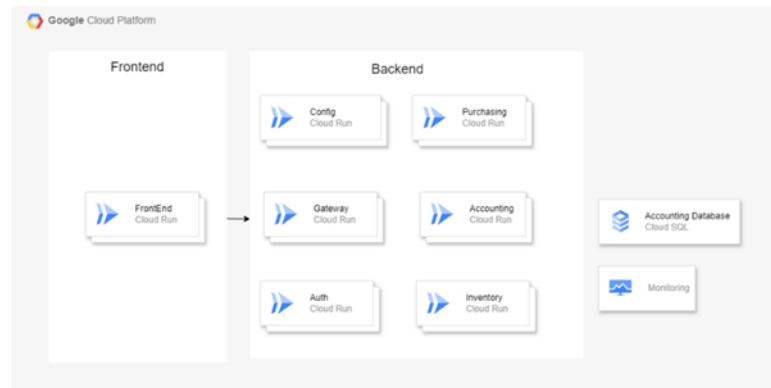 Google Cloud Platform
Frontend
Backend
Config
Cloud Run
Purchasing
Cloud Run
FrontEnd
Cloud Run
Gateway
Cloud Run
Accounting
Cloud Run
Accounting Database
Cloud SQL
Monitoring
Auth
Cloud Run
Inventory
Cloud Run